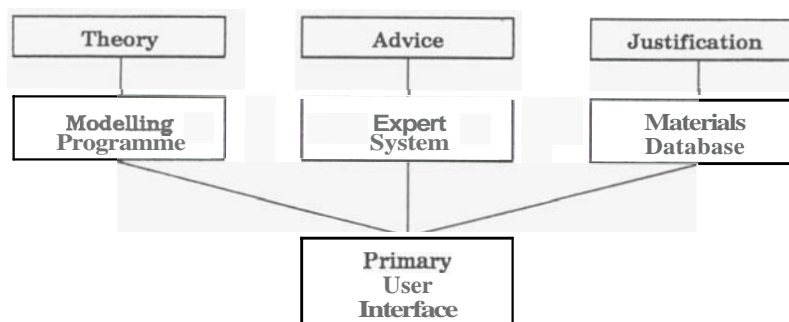 Theory
Advice
Justification
Modelling
Programme
Expert
System
Materials
Database
Primary
User
Interface